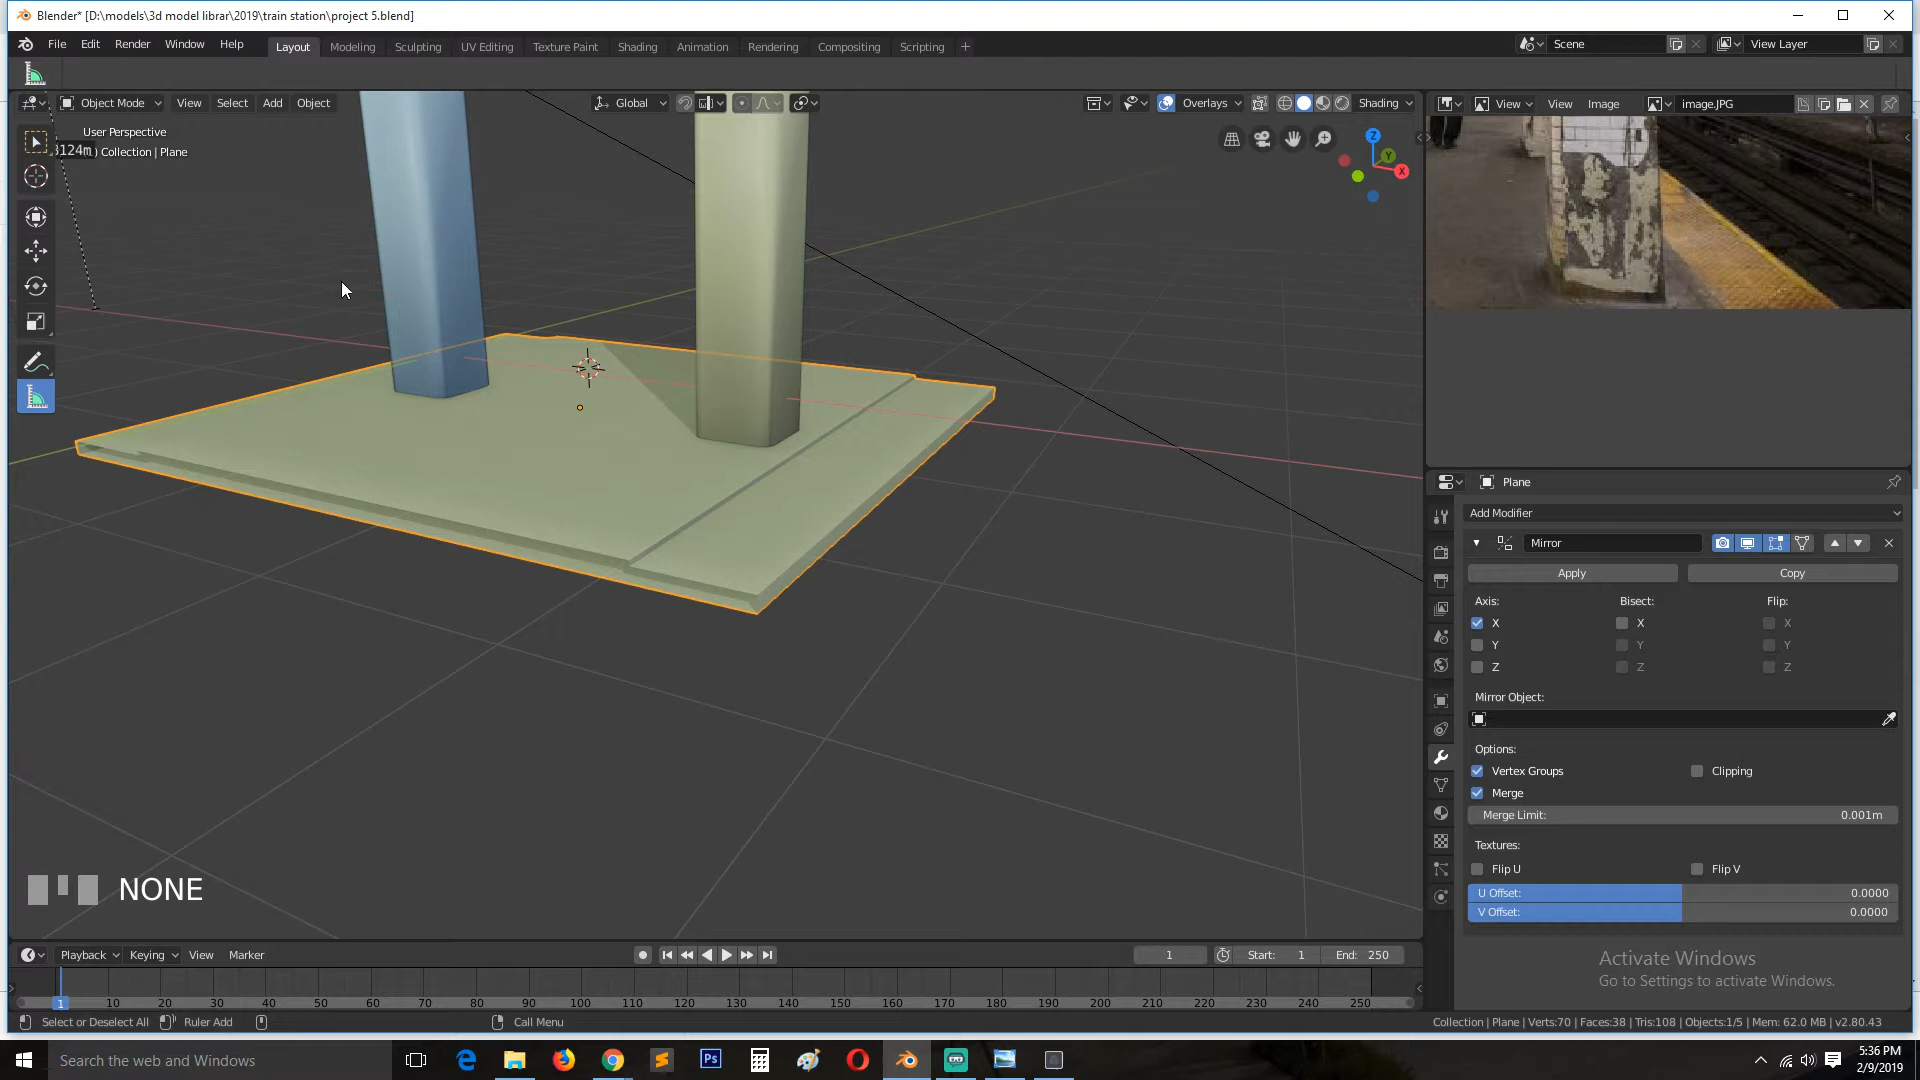 Blender* [D:\models\3d model librar\2019\train station\project 5.blend]
File Edit Render Window Help Layout Modeling Sculpting UV Editing Texture Paint Shading Animation Rendering Compositing Scripting + Scene View Layer
Object Mode View Select Add Object Global Overlays Shading View View Image image.JPG
User Perspective
3124m ) Collection | Plane
Z
Y
X
Plane
Add Modifier
Mirror
Apply Copy
Axis: Bisect: Flip:
X X X
Y Y Y
Z Z Z
Mirror Object:
Options:
Vertex Groups Clipping
Merge
Merge Limit: 0.001m
Textures:
Flip U Flip V
U Offset: 0.0000
V Offset: 0.0000
NONE
Activate Windows
Go to Settings to activate Windows.
Playback Keying View Marker 1 Start: 1 End: 250
1 10 20 30 40 50 60 70 80 90 100 110 120 130 140 150 160 170 180 190 200 210 220 230 240 250
Select or Deselect All Ruler Add Call Menu Collection | Plane | Verts:70 | Faces:38 | Tris:108 | Objects:1/5 | Mem: 62.0 MB | v2.80.43
Search the web and Windows
Ps
5:36 PM
2/9/2019